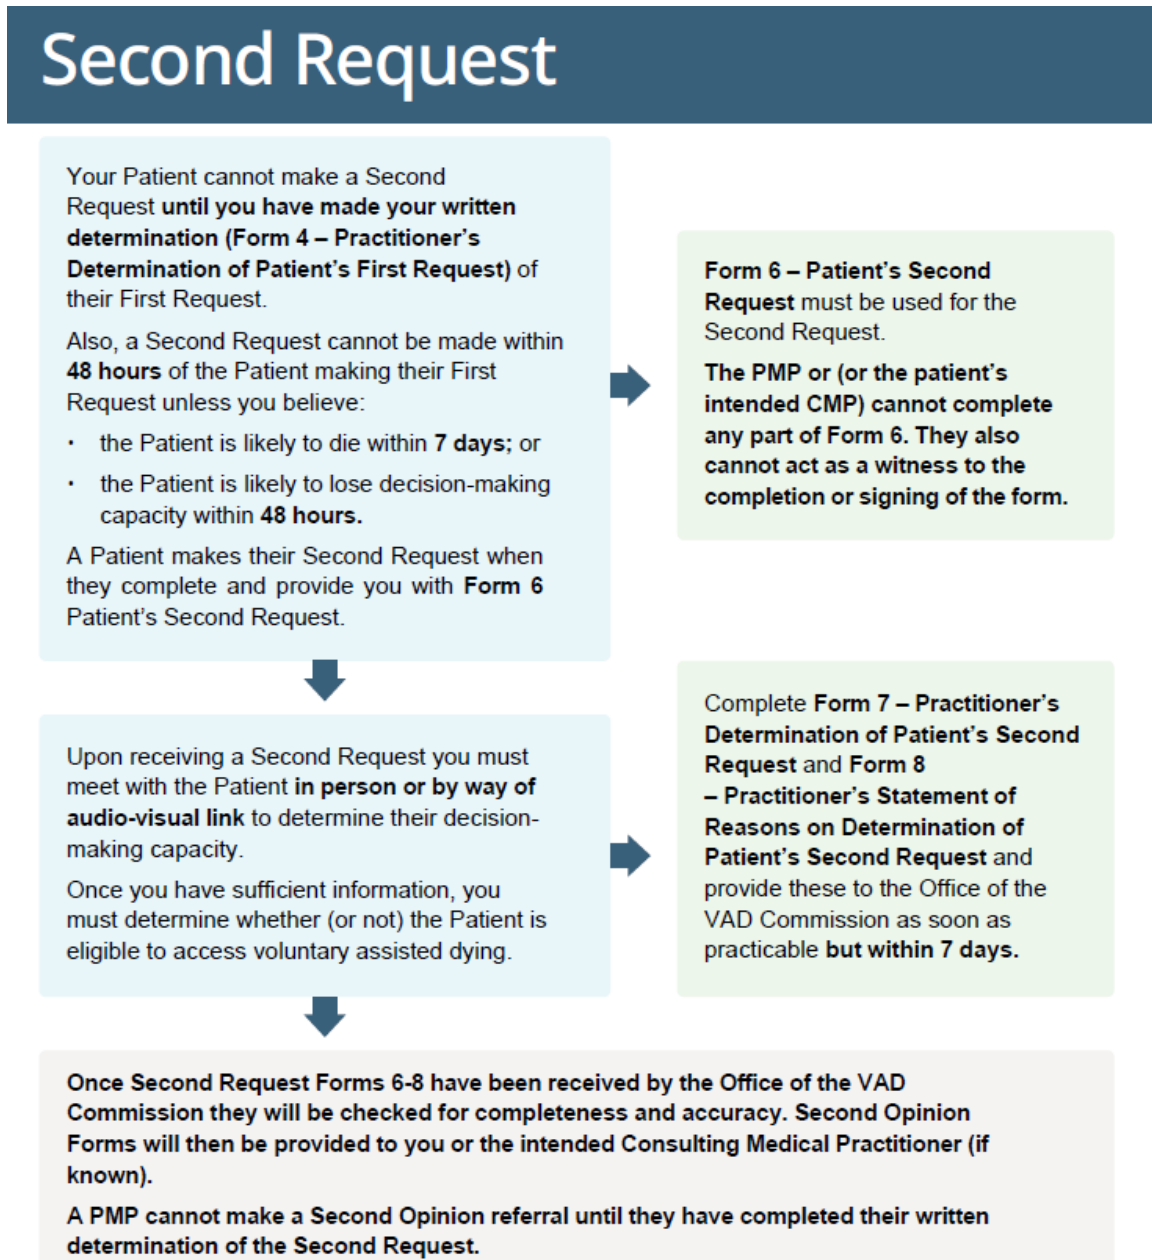 Second Request
Your Patient cannot make a Second
Request until you have made your written
determination (Form 4 – Practitioner's
Determination of Patient's First Request) of
their First Request.
Also, a Second Request cannot be made within
48 hours of the Patient making their First
Request unless you believe:
· the Patient is likely to die within 7 days; or
· the Patient is likely to lose decision-making
capacity within 48 hours.
A Patient makes their Second Request when
they complete and provide you with Form 6
Patient's Second Request.
Form 6 – Patient's Second
Request must be used for the
Second Request.
The PMP or (or the patient's
intended CMP) cannot complete
any part of Form 6. They also
cannot act as a witness to the
completion or signing of the form.
Upon receiving a Second Request you must
meet with the Patient in person or by way of
audio-visual link to determine their decision-
making capacity.
Once you have sufficient information, you
must determine whether (or not) the Patient is
eligible to access voluntary assisted dying.
Complete Form 7 – Practitioner's
Determination of Patient's Second
Request and Form 8
– Practitioner's Statement of
Reasons on Determination of
Patient's Second Request and
provide these to the Office of the
VAD Commission as soon as
practicable but within 7 days.
Once Second Request Forms 6-8 have been received by the Office of the VAD
Commission they will be checked for completeness and accuracy. Second Opinion
Forms will then be provided to you or the intended Consulting Medical Practitioner (if
known).
A PMP cannot make a Second Opinion referral until they have completed their written
determination of the Second Request.